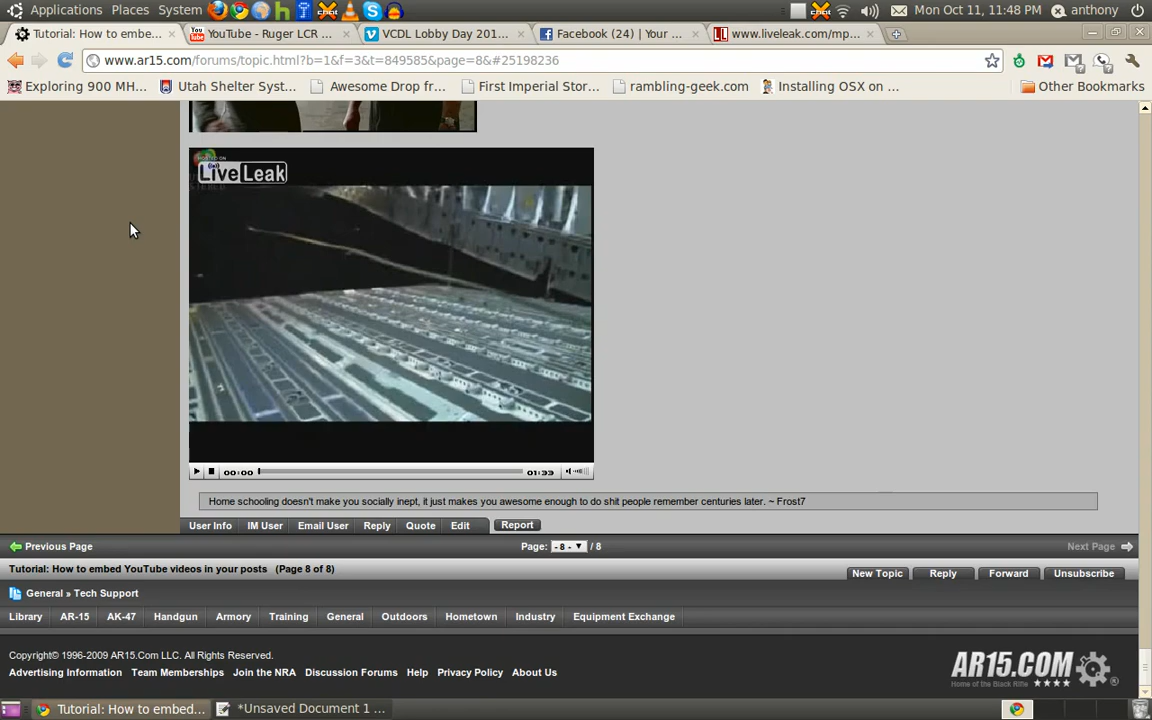 Applications Places System Mon Oct 11, 11:48 PM anthony
Tutorial: How to embe... YouTube - Ruger LCR ... VCDL Lobby Day 201... Facebook (24) | Your ... www.liveleak.com/mp...
www.ar15.com/forums/topic.html?b=1&f=3&t=849585&page=8&#25198236
Exploring 900 MH... Utah Shelter Syst... Awesome Drop fr... First Imperial Stor... rambling-geek.com Installing OSX on ... Other Bookmarks
HOSTED ON
LiveLeak
00:00 01:33
Home schooling doesn't make you socially inept, it just makes you awesome enough to do shit people remember centuries later. ~ Frost7
User Info IM User Email User Reply Quote Edit Report
Previous Page Page: - 8 - / 8 Next Page
Tutorial: How to embed YouTube videos in your posts (Page 8 of 8)
New Topic Reply Forward Unsubscribe
General » Tech Support
Library AR-15 AK-47 Handgun Armory Training General Outdoors Hometown Industry Equipment Exchange
Copyright© 1996-2009 AR15.Com LLC. All Rights Reserved.
Advertising Information Team Memberships Join the NRA Discussion Forums Help Privacy Policy About Us
AR15.COM
Home of the Black Rifle
Tutorial: How to embed... *Unsaved Document 1 ...